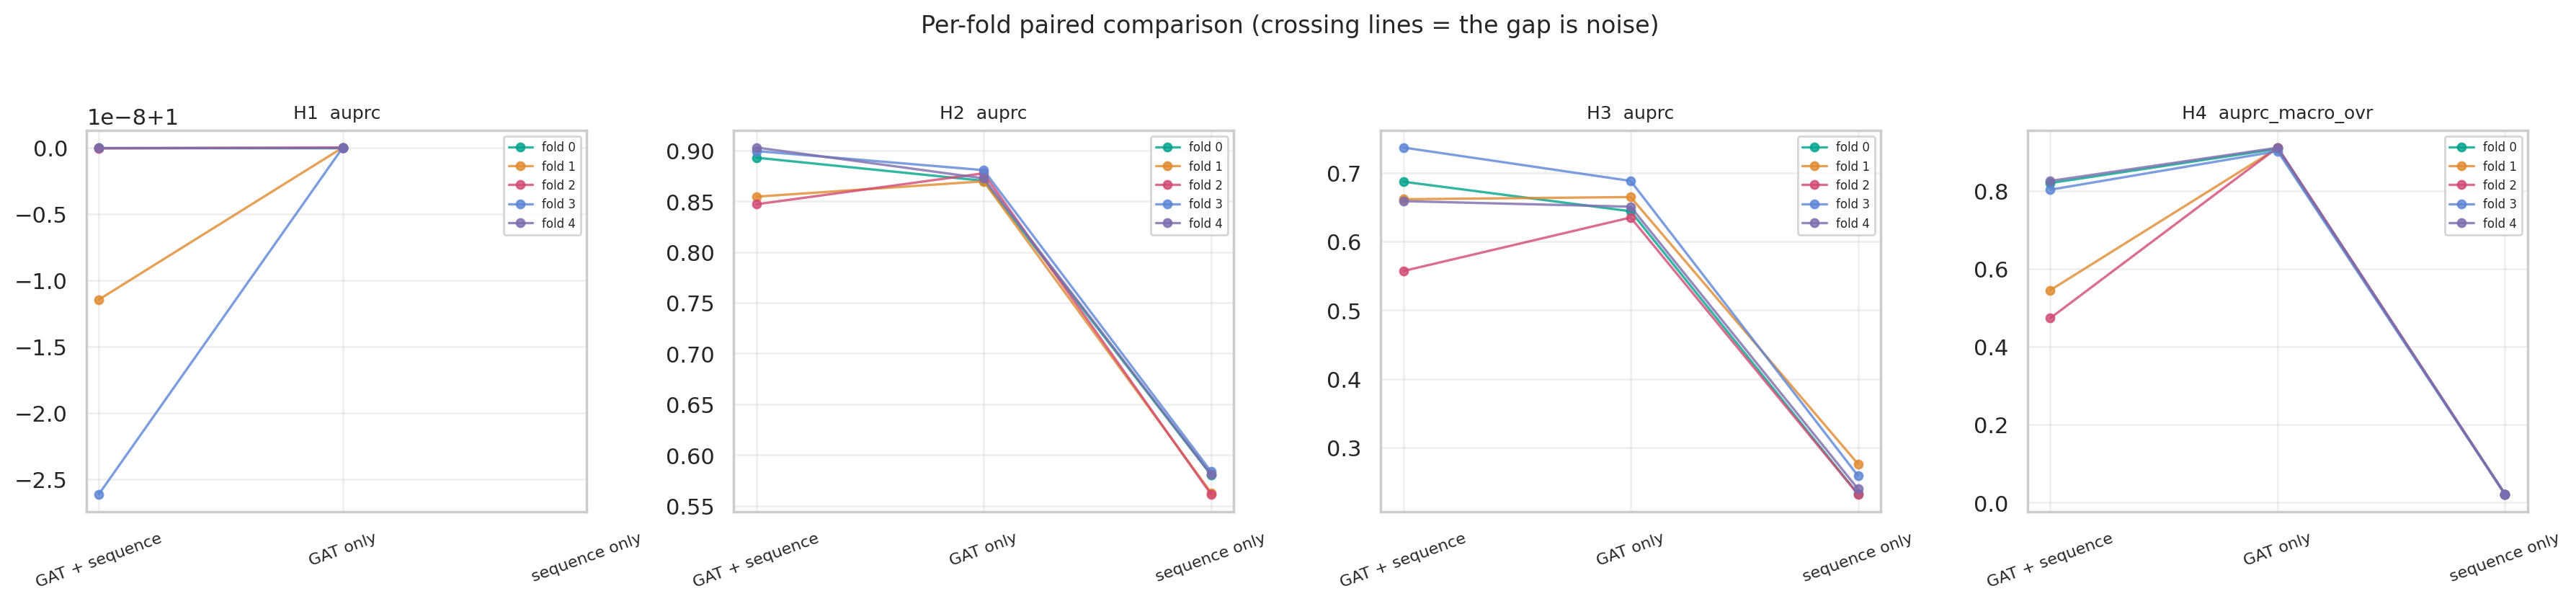 Per-fold paired comparison (crossing lines = the gap is noise)
H1  auprc
1e−8+1
0.0
−0.5
−1.0
−1.5
−2.0
−2.5
fold 0
fold 1
fold 2
fold 3
fold 4
GAT + sequence
GAT only
sequence only
H2  auprc
0.90
0.85
0.80
0.75
0.70
0.65
0.60
0.55
fold 0
fold 1
fold 2
fold 3
fold 4
GAT + sequence
GAT only
sequence only
H3  auprc
0.7
0.6
0.5
0.4
0.3
fold 0
fold 1
fold 2
fold 3
fold 4
GAT + sequence
GAT only
sequence only
H4  auprc_macro_ovr
0.8
0.6
0.4
0.2
0.0
fold 0
fold 1
fold 2
fold 3
fold 4
GAT + sequence
GAT only
sequence only